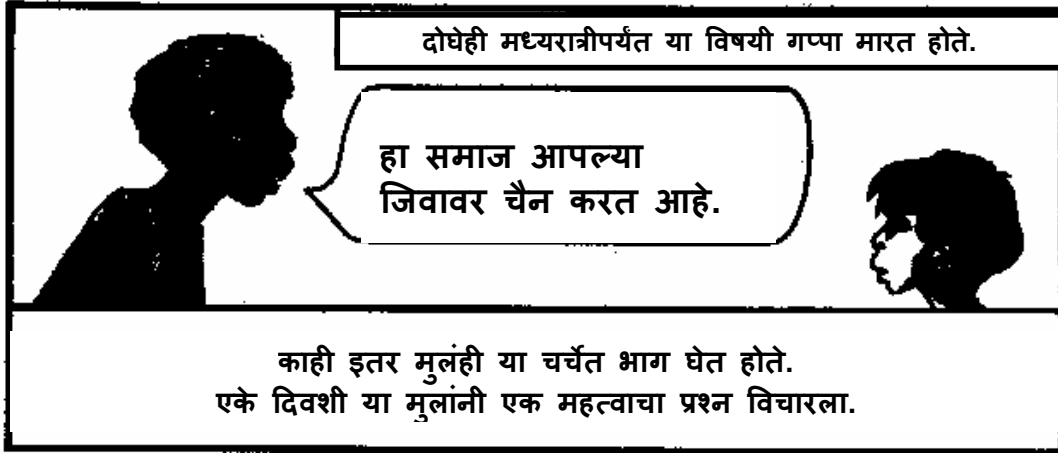 दोघेही मध्यरात्रीपर्यंत या विषयी गप्पा मारत होते.
हा समाज आपल्या
जिवावर चैन करत आहे.
काही इतर मुलंही या चर्चेत भाग घेत होते.
एके दिवशी या मुलांनी एक महत्वाचा प्रश्न विचारला.